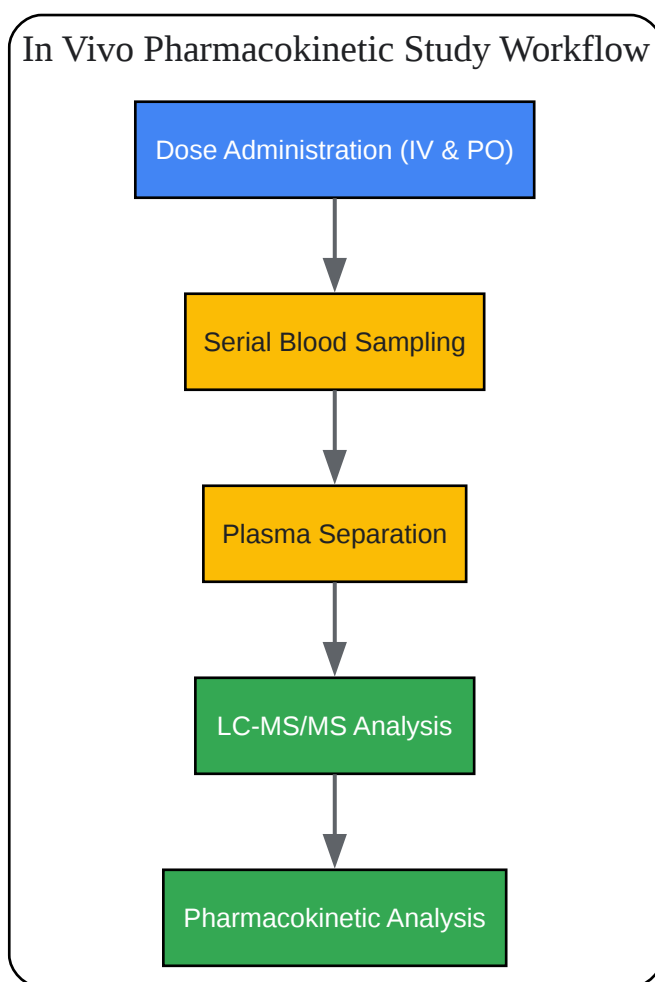 In Vivo Pharmacokinetic Study Workflow
Dose Administration (IV & PO)
Serial Blood Sampling
Plasma Separation
LC-MS/MS Analysis
Pharmacokinetic Analysis